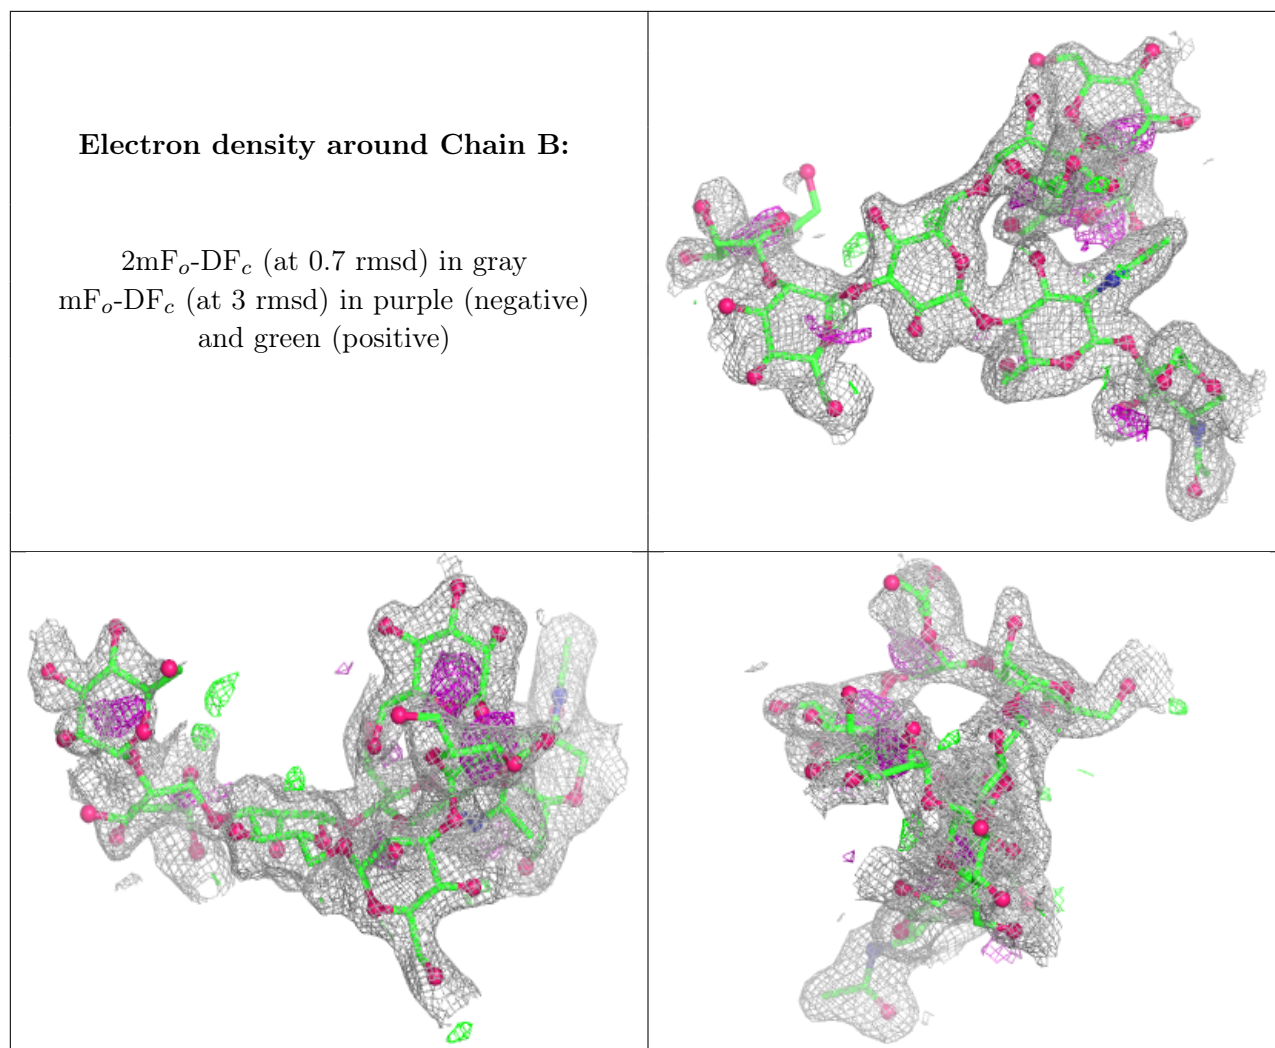 Electron density around Chain B:
2mFₒ-DF𝒸 (at 0.7 rmsd) in gray
mFₒ-DF𝒸 (at 3 rmsd) in purple (negative)
and green (positive)